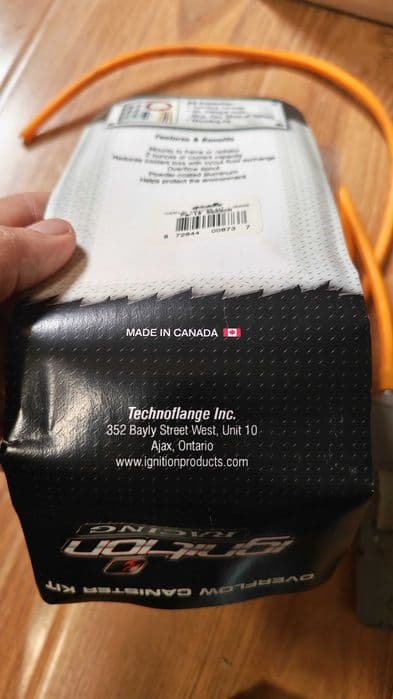 Features & Benefits
Mounts to frame or radiator
2 ounces of coolant capacity
Reduces coolant loss with in/out fluid exchange
Overflow spout
Powder-coated aluminum
Helps protect the environment
8 72844 00873 7
MADE IN CANADA
Technoflange Inc.
352 Bayly Street West, Unit 10
Ajax, Ontario
www.ignitionproducts.com
ignition
RACING
OVERFLOW CANISTER KIT